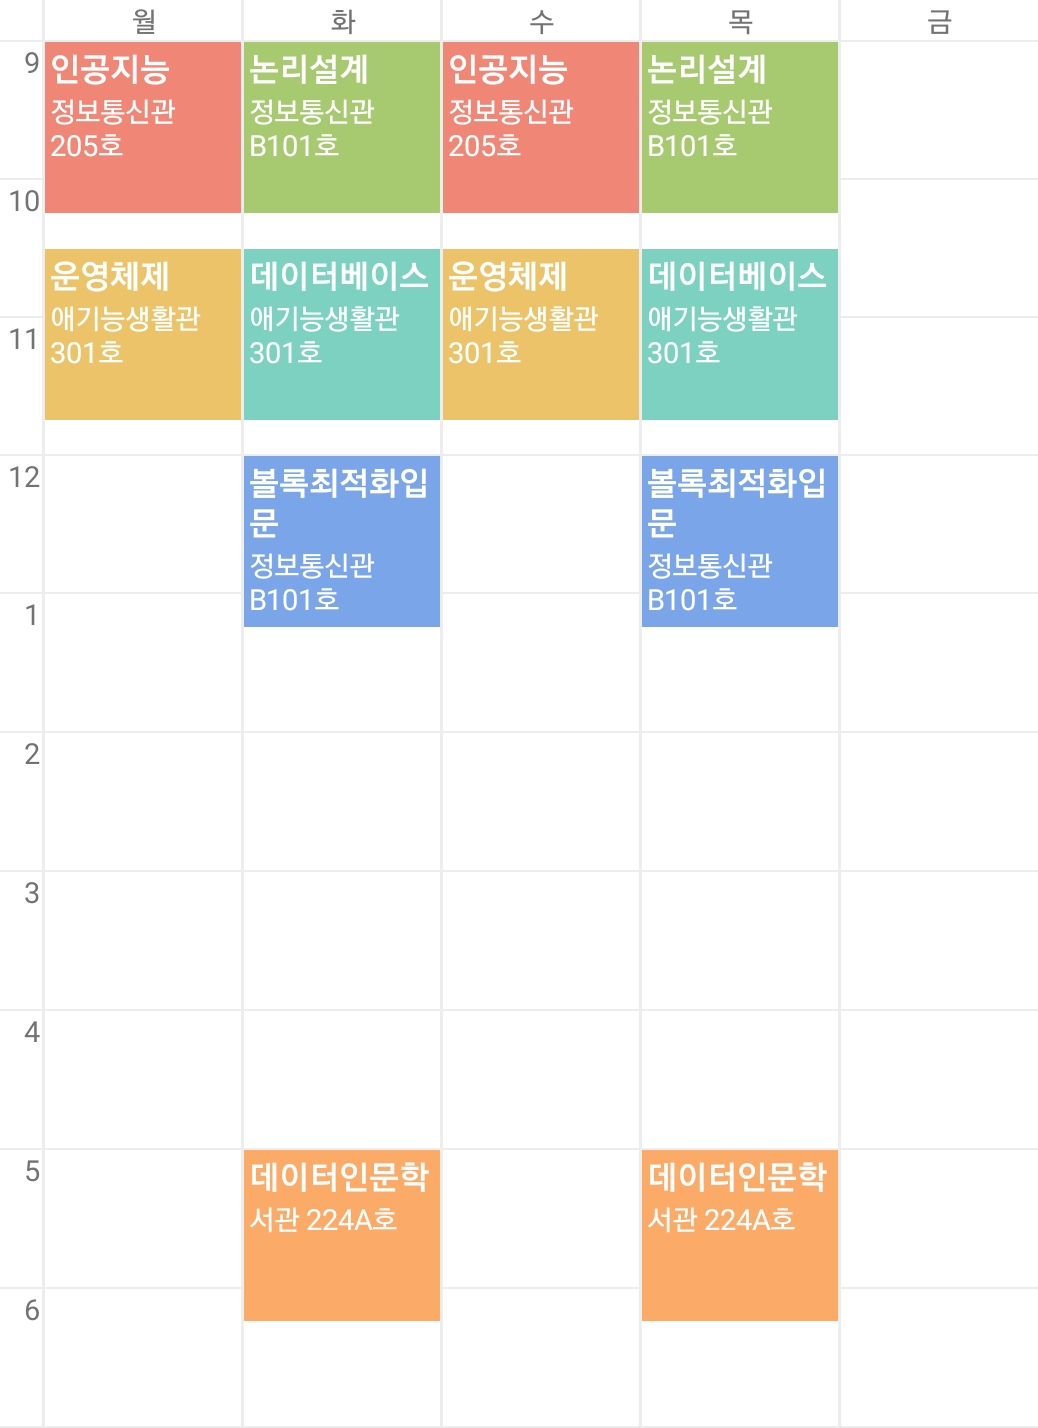 월 화 수 목 금
9
인공지능
정보통신관
205호
논리설계
정보통신관
B101호
인공지능
정보통신관
205호
논리설계
정보통신관
B101호
10
운영체제
애기능생활관
301호
데이터베이스
애기능생활관
301호
운영체제
애기능생활관
301호
데이터베이스
애기능생활관
301호
11
12
볼록최적화입
문
정보통신관
B101호
볼록최적화입
문
정보통신관
B101호
1
2
3
4
5
데이터인문학
서관 224A호
데이터인문학
서관 224A호
6